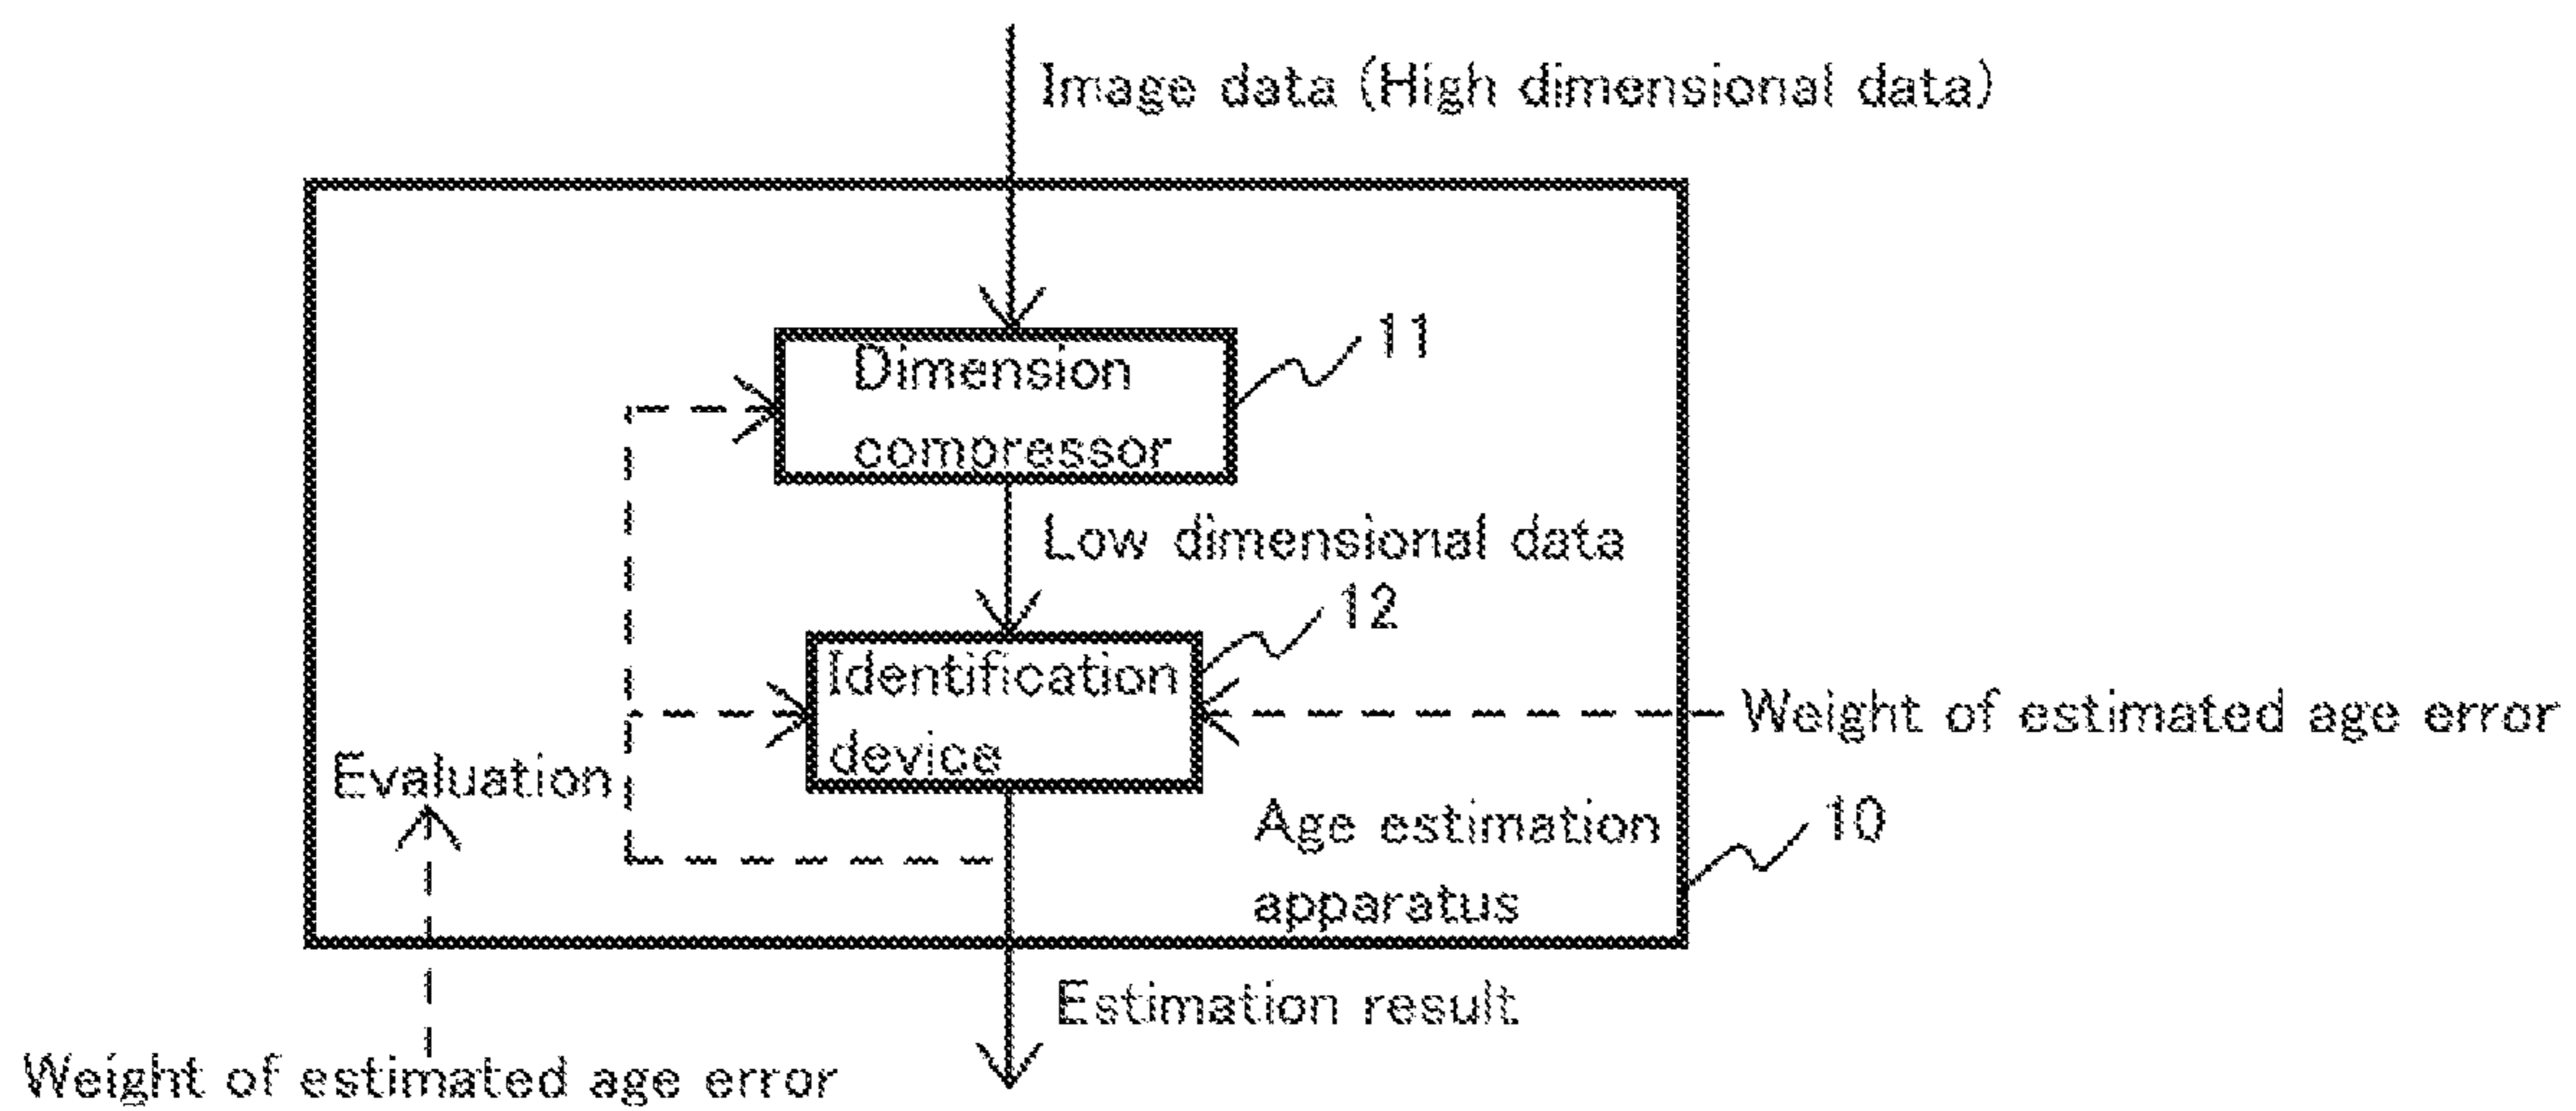 Image data (High dimensional data)
11
Dimension
compressor
Low dimensional data
12
Identification
device
Weight of estimated age error
Evaluation
Age estimation
apparatus
10
Estimation result
Weight of estimated age error